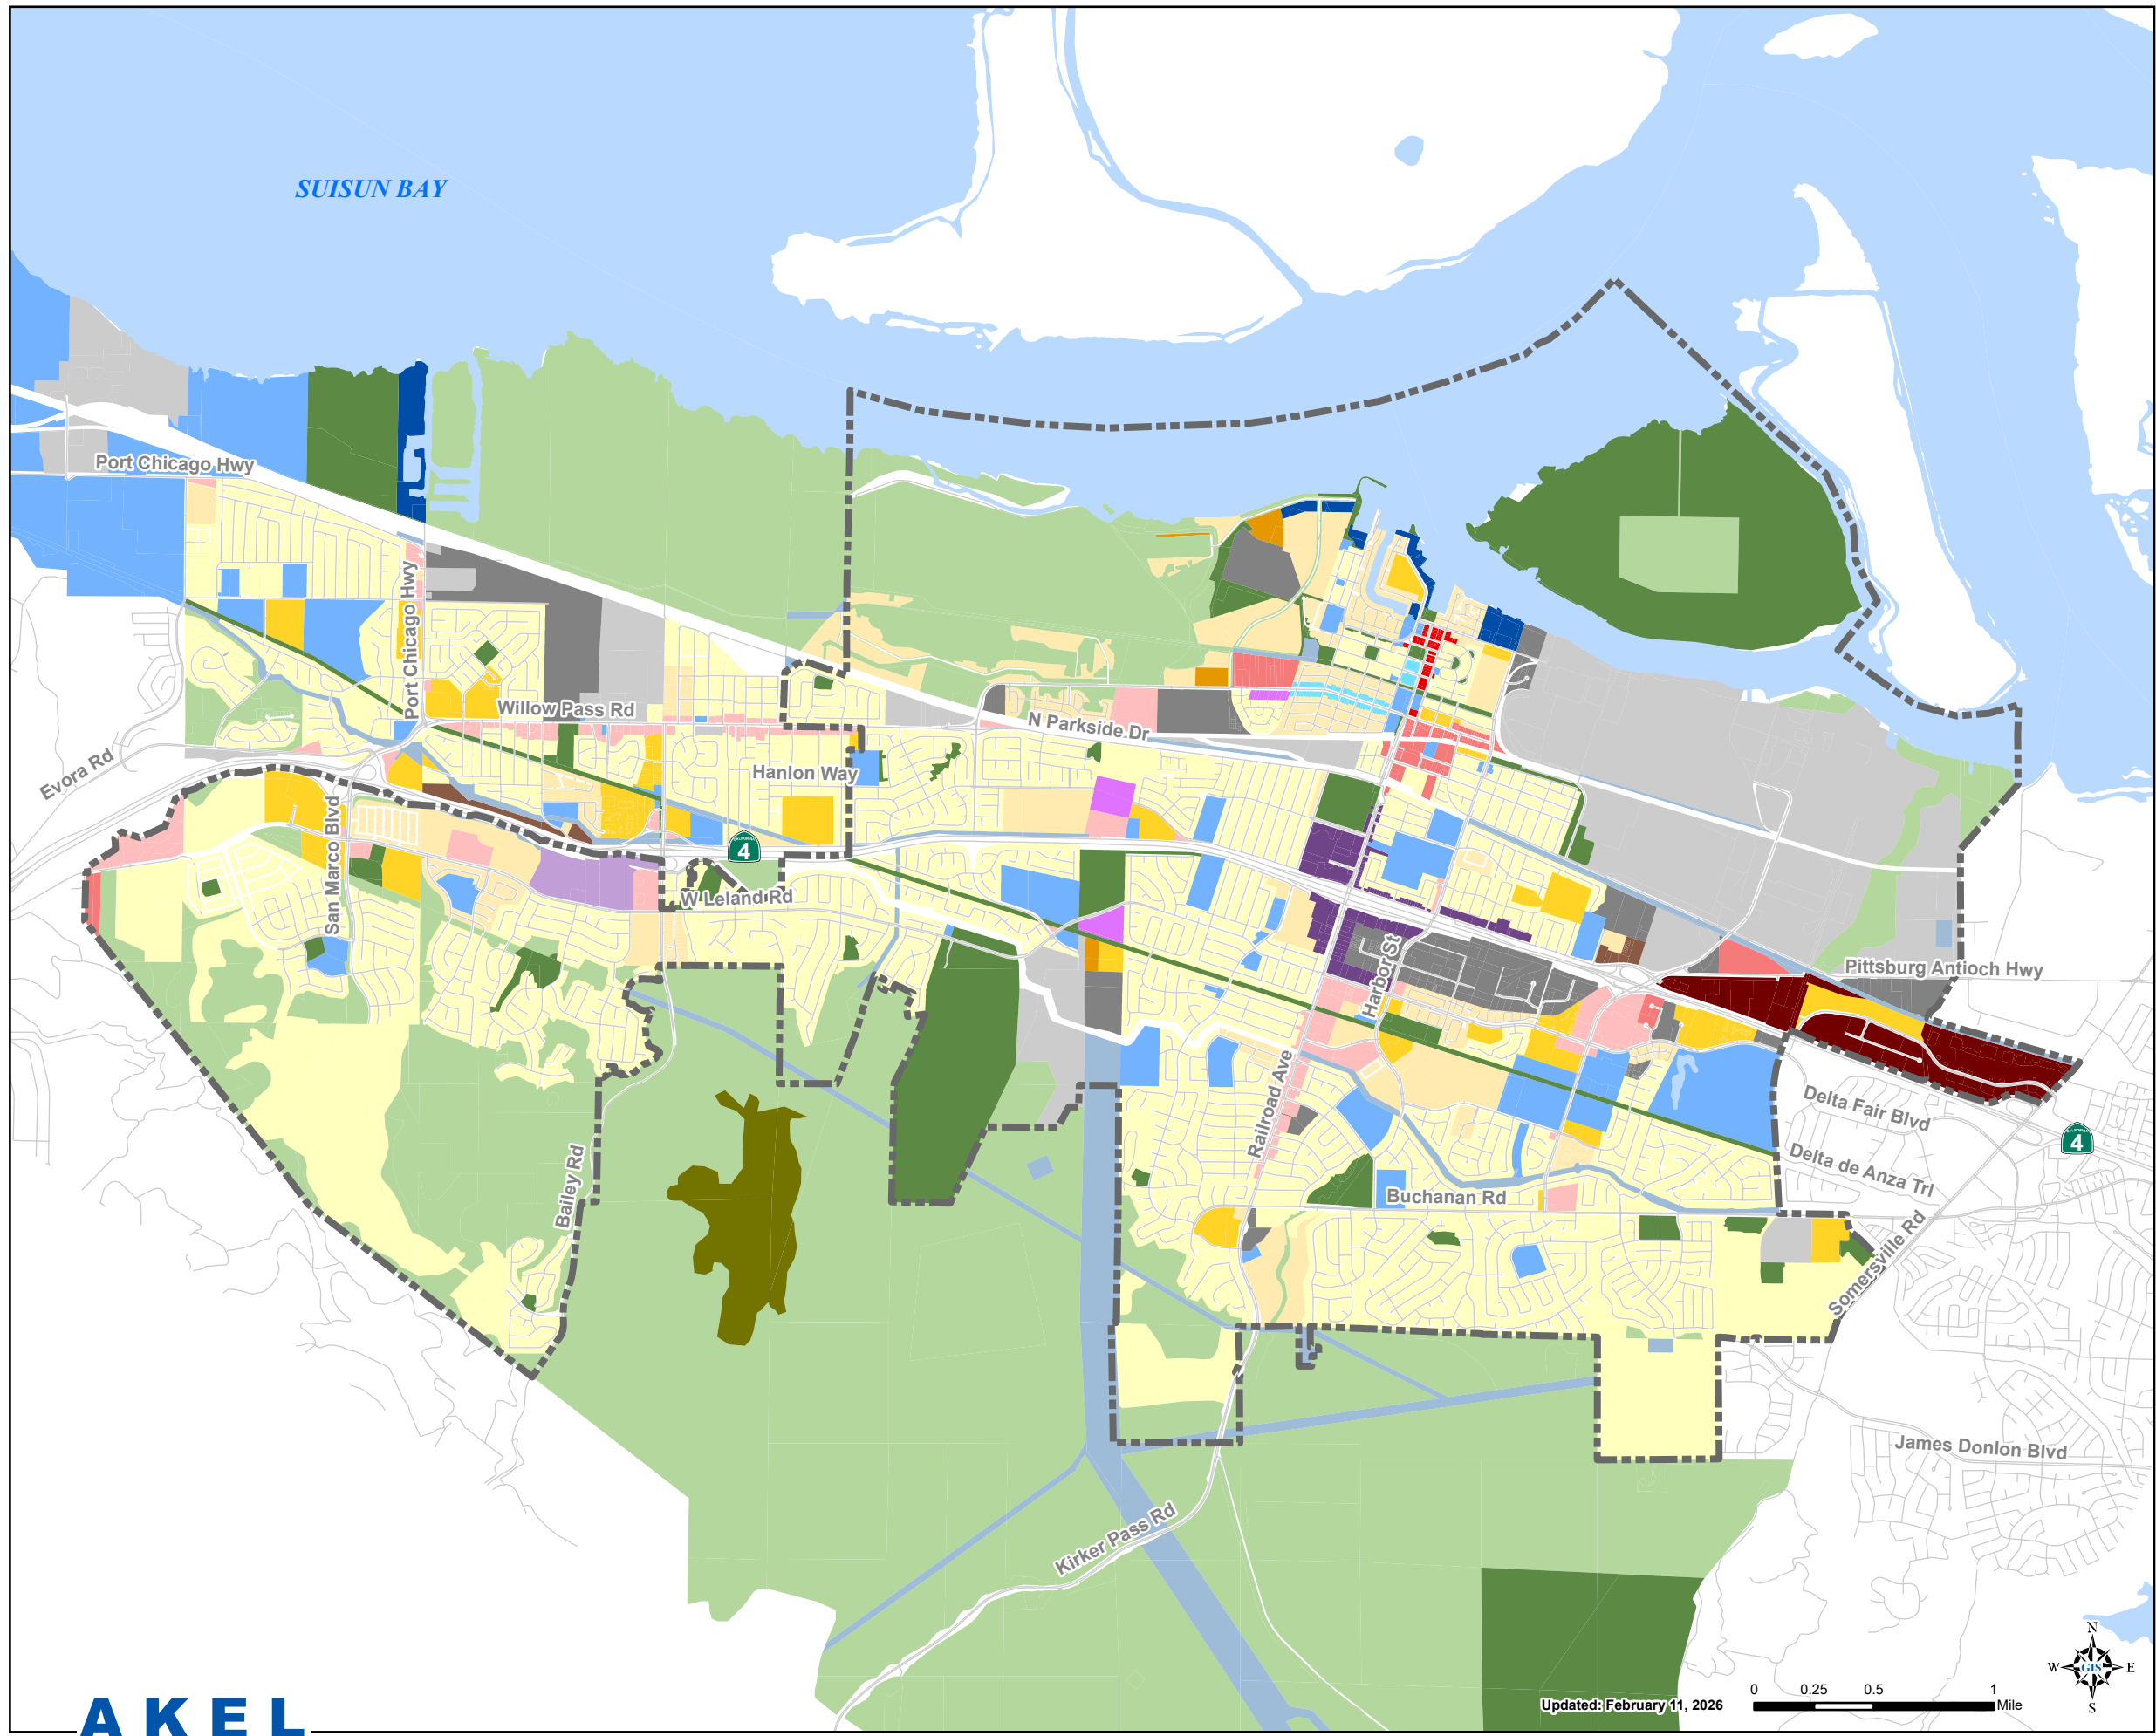 SUISUN BAY
Port Chicago Hwy
Port Chicago Hwy
Willow Pass Rd
N Parkside Dr
Evora Rd
Hanlon Way
San Marco Blvd
CALIFORNIA
4
W Leland Rd
Harbor St
Pittsburg Antioch Hwy
Railroad Ave
Delta Fair Blvd
CALIFORNIA
4
Bailey Rd
Delta de Anza Trl
Buchanan Rd
Somersville Rd
James Donlon Blvd
Kirker Pass Rd
N
W GIS E
S
0 0.25 0.5 1
Updated: February 11, 2026
Mile
AKEL